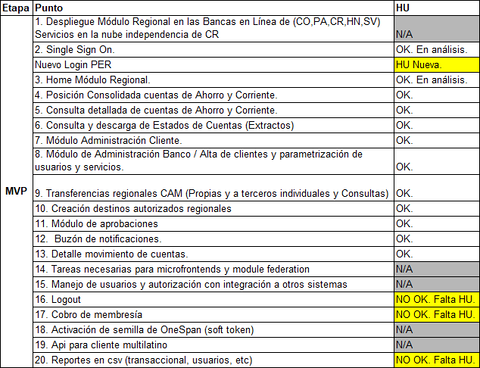 Etapa Punto HU
1. Despliegue Módulo Regional en las Bancas en Línea de (CO,PA,CR,HN,SV)
Servicios en la nube independencia de CR N/A
2. Single Sign On. OK. En análisis.
Nuevo Login PER HU Nueva.
3. Home Módulo Regional. OK. En análisis.
4. Posición Consolidada cuentas de Ahorro y Corriente. OK.
5. Consulta detallada de cuentas de Ahorro y Corriente. OK.
6. Consulta y descarga de Estados de Cuentas (Extractos) OK.
7. Módulo Administración Cliente. OK.
8. Módulo de Administración Banco / Alta de clientes y parametrización de
usuarios y servicios. OK.
MVP 9. Transferencias regionales CAM (Propias y a terceros individuales y Consultas) OK.
10. Creación destinos autorizados regionales OK.
11. Módulo de aprobaciones OK.
12. Buzón de notificaciones. OK.
13. Detalle movimiento de cuentas. OK.
14. Tareas necesarias para microfrontends y module federation N/A
15. Manejo de usuarios y autorización con integración a otros sistemas N/A
16. Logout NO OK. Falta HU.
17. Cobro de membresía NO OK. Falta HU.
18. Activación de semilla de OneSpan (soft token) N/A
19. Api para cliente multilatino N/A
20. Reportes en csv (transaccional, usuarios, etc) NO OK. Falta HU.